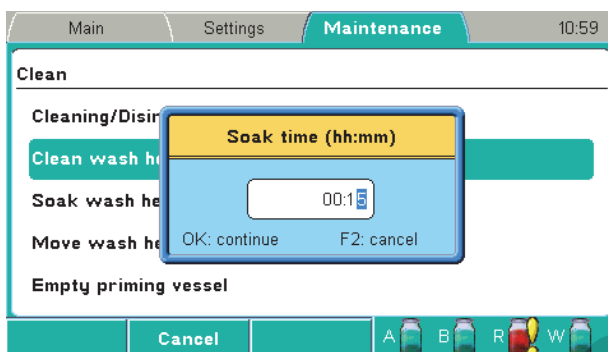 Main Settings Maintenance 10:59
Clean
Cleaning/Disin
Soak time (hh:mm)
Clean wash he
00:15
Soak wash he
OK: continue F2: cancel
Move wash he
Empty priming vessel
Cancel A B R W